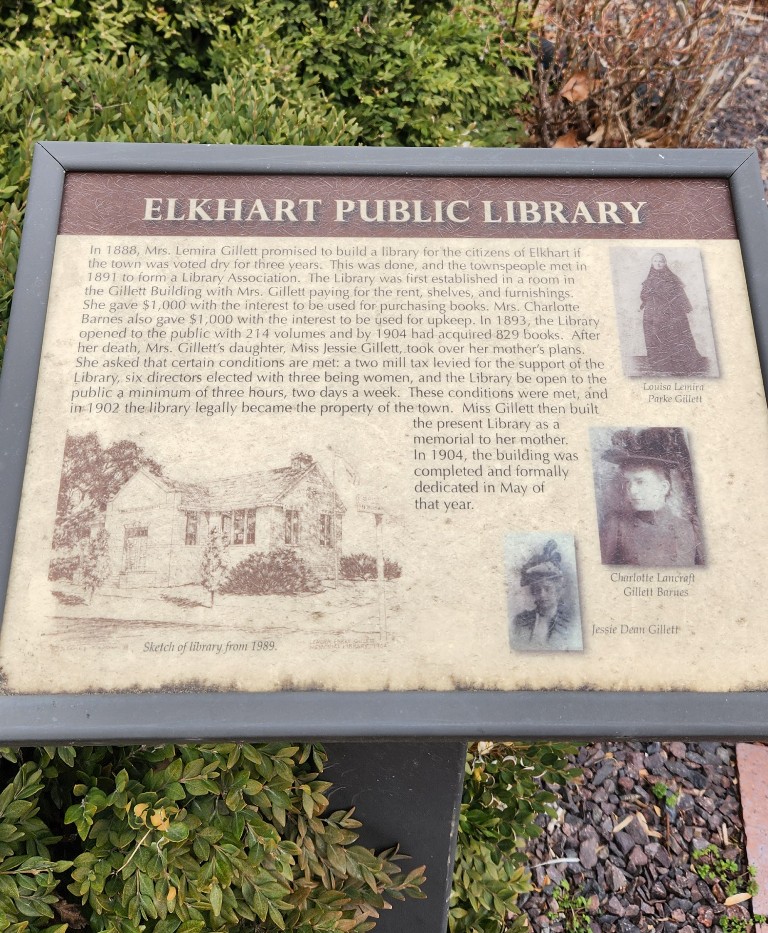 ELKHART PUBLIC LIBRARY
In 1888, Mrs. Lemira Gillett promised to build a library for the citizens of Elkhart if
the town was voted dry for three years. This was done, and the townspeople met in
1891 to form a Library Association. The Library was first established in a room in
the Gillett Building with Mrs. Gillett paying for the rent, shelves, and furnishings.
She gave $1,000 with the interest to be used for purchasing books. Mrs. Charlotte
Barnes also gave $1,000 with the interest to be used for upkeep. In 1893, the Library
opened to the public with 214 volumes and by 1904 had acquired 829 books. After
her death, Mrs. Gillett's daughter, Miss Jessie Gillett, took over her mother's plans.
She asked that certain conditions are met: a two mill tax levied for the support of the
Library, six directors elected with three being women, and the Library be open to the
public a minimum of three hours, two days a week. These conditions were met, and
in 1902 the library legally became the property of the town. Miss Gillett then built
the present Library as a
memorial to her mother.
In 1904, the building was
completed and formally
dedicated in May of
that year.
Louisa Lemira
Parke Gillett
Charlotte Lancraft
Gillett Barnes
Jessie Dean Gillett
Sketch of library from 1989.